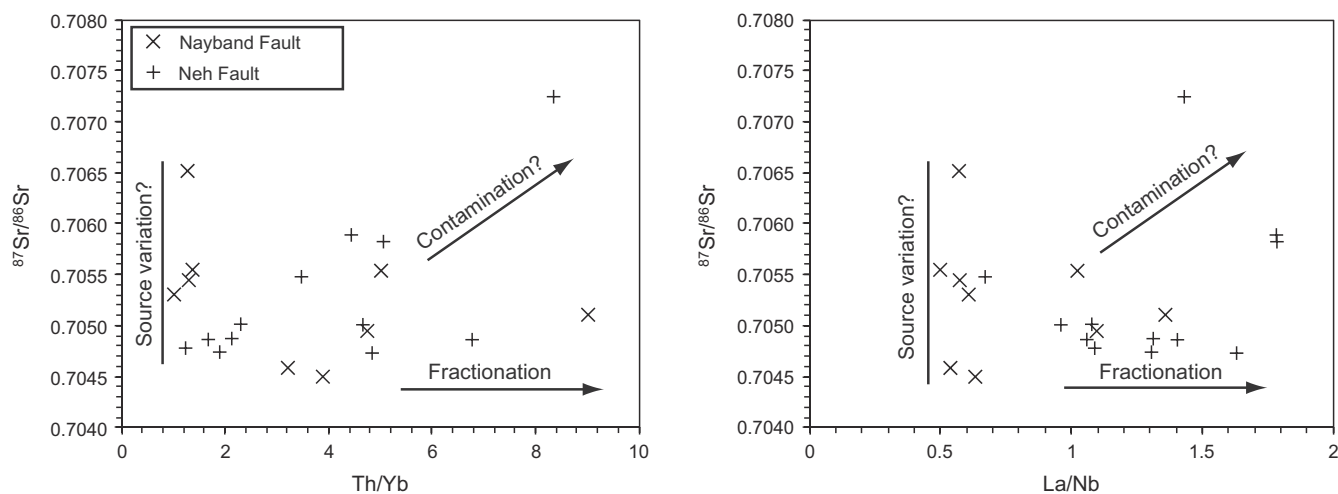 0.7080
0.7075
0.7070
0.7065
0.7060
0.7055
0.7050
0.7045
0.7040
⁸⁷Sr/⁸⁶Sr
× Nayband Fault
+ Neh Fault
Source variation?
Contamination?
Fractionation
0 2 4 6 8 10
Th/Yb
0.7080
0.7075
0.7070
0.7065
0.7060
0.7055
0.7050
0.7045
0.7040
⁸⁷Sr/⁸⁶Sr
Source variation?
Contamination?
Fractionation
0 0.5 1 1.5 2
La/Nb